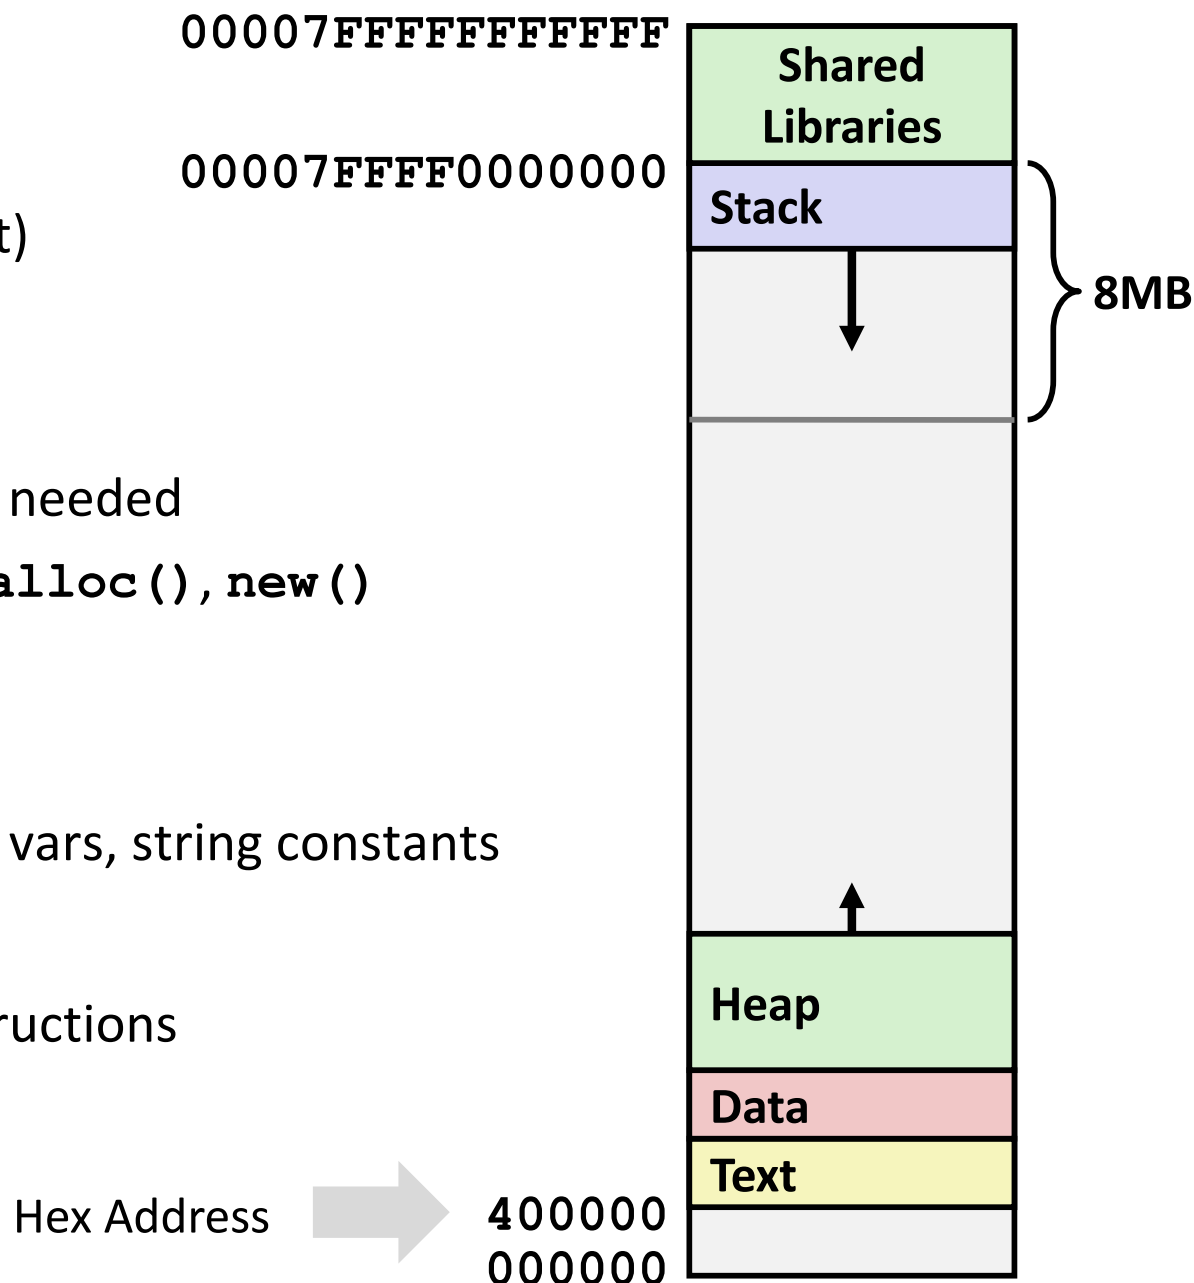 00007FFFFFFFFFFF
Shared
Libraries
00007FFFF0000000
Stack
t)
8MB
needed
alloc(), new()
vars, string constants
Heap
ructions
Data
Text
Hex Address
400000
000000